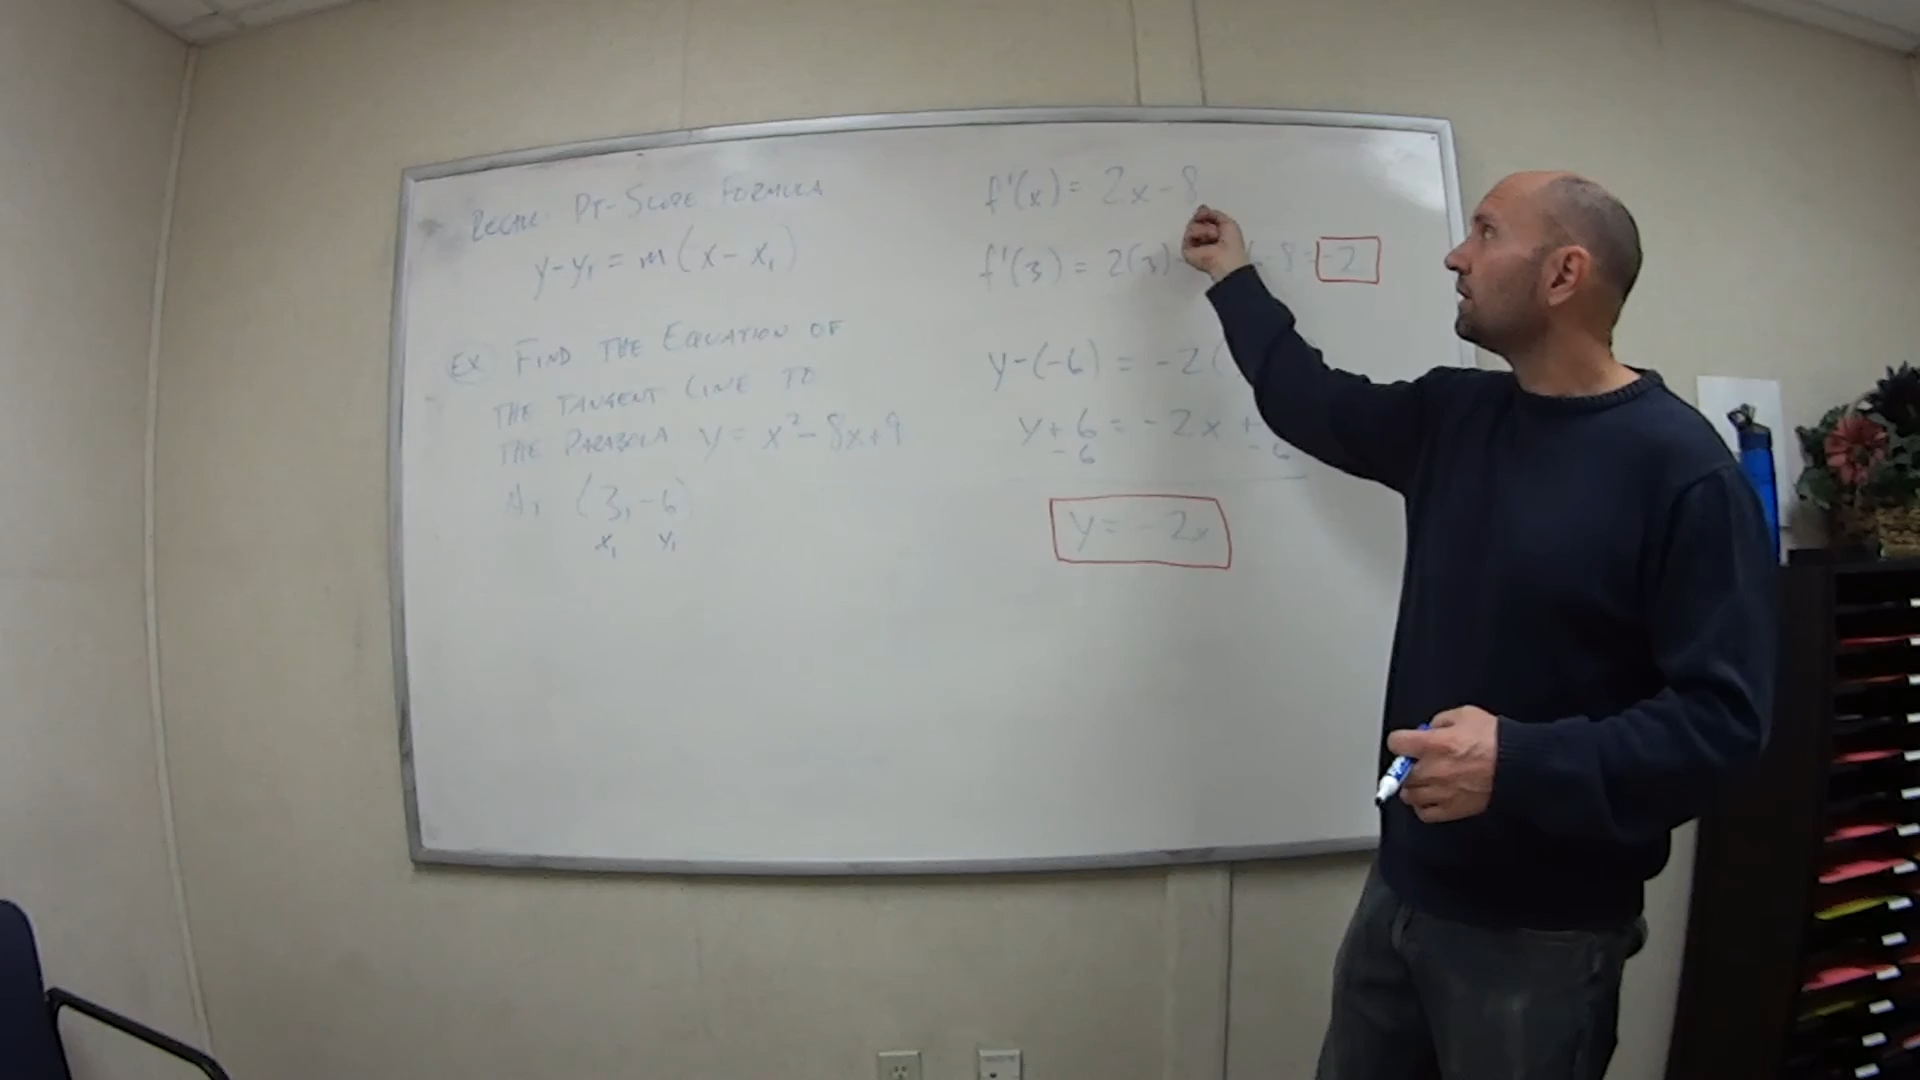 RECALL PT-SLOPE FORMULA
y-y₁ = m(x-x₁)
EX FIND THE EQUATION OF
THE TANGENT LINE TO
THE PARABOLA y = x²-8x+9
AT (3,-6)
x₁ y₁
f'(x) = 2x-8
f'(3) = 2(3) -8 = -2
y-(-6) = -2(
y+6 = -2x +
-6 -6
y = -2x